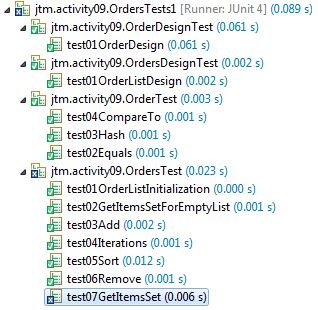 jtm.activity09.OrdersTests1 [Runner: JUnit 4] (0.089 s)
jtm.activity09.OrderDesignTest (0.061 s)
test01OrderDesign (0.061 s)
jtm.activity09.OrdersDesignTest (0.002 s)
test01OrderListDesign (0.002 s)
jtm.activity09.OrderTest (0.003 s)
test04CompareTo (0.001 s)
test03Hash (0.001 s)
test02Equals (0.001 s)
jtm.activity09.OrdersTest (0.023 s)
test01OrderListInitialization (0.000 s)
test02GetItemsSetForEmptyList (0.001 s)
test03Add (0.002 s)
test04Iterations (0.001 s)
test05Sort (0.012 s)
test06Remove (0.001 s)
test07GetItemsSet (0.006 s)